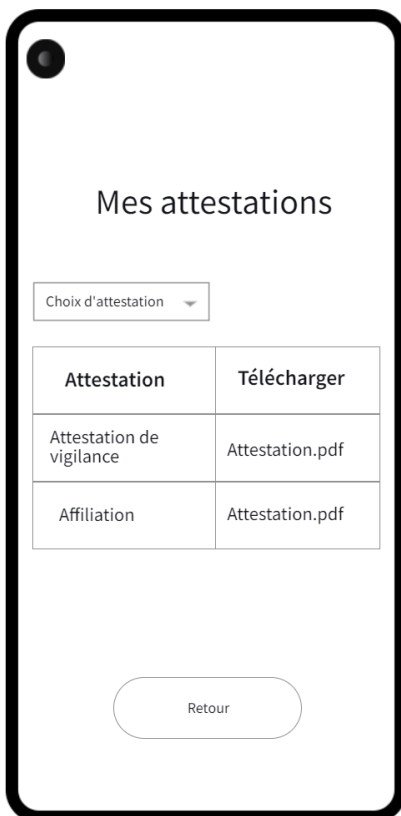 Mes attestations
Choix d'attestation
Attestation
Télécharger
Attestation de
vigilance
Attestation.pdf
Affiliation
Attestation.pdf
Retour